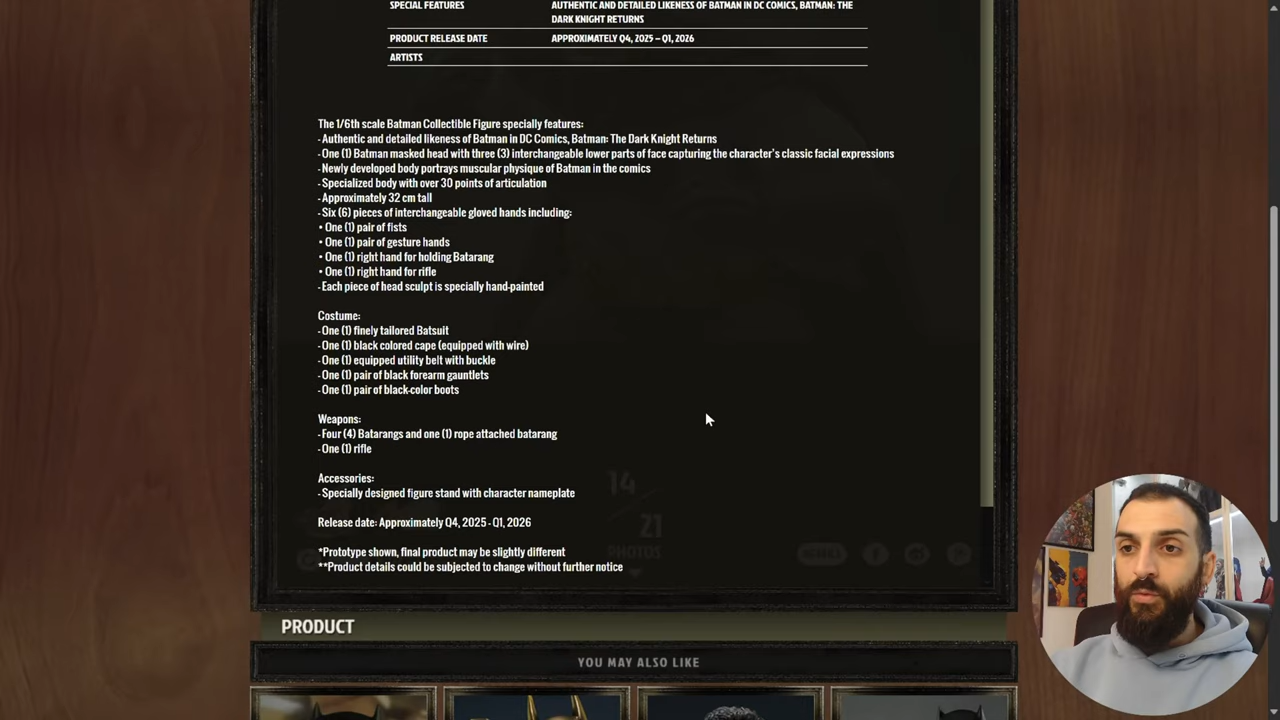 SPECIAL FEATURES
AUTHENTIC AND DETAILED LIKENESS OF BATMAN IN DC COMICS, BATMAN: THE
DARK KNIGHT RETURNS
PRODUCT RELEASE DATE
APPROXIMATELY Q4, 2025 – Q1, 2026
ARTISTS
The 1/6th scale Batman Collectible Figure specially features:
- Authentic and detailed likeness of Batman in DC Comics, Batman: The Dark Knight Returns
- One (1) Batman masked head with three (3) interchangeable lower parts of face capturing the character's classic facial expressions
- Newly developed body portrays muscular physique of Batman in the comics
- Specialized body with over 30 points of articulation
- Approximately 32 cm tall
- Six (6) pieces of interchangeable gloved hands including:
• One (1) pair of fists
• One (1) pair of gesture hands
• One (1) right hand for holding Batarang
• One (1) right hand for rifle
- Each piece of head sculpt is specially hand-painted
Costume:
- One (1) finely tailored Batsuit
- One (1) black colored cape (equipped with wire)
- One (1) equipped utility belt with buckle
- One (1) pair of black forearm gauntlets
- One (1) pair of black-color boots
Weapons:
- Four (4) Batarangs and one (1) rope attached batarang
- One (1) rifle
Accessories:
- Specially designed figure stand with character nameplate
Release date: Approximately Q4, 2025 - Q1, 2026
*Prototype shown, final product may be slightly different
**Product details could be subjected to change without further notice
14
21
PHOTOS
PRODUCT
YOU MAY ALSO LIKE